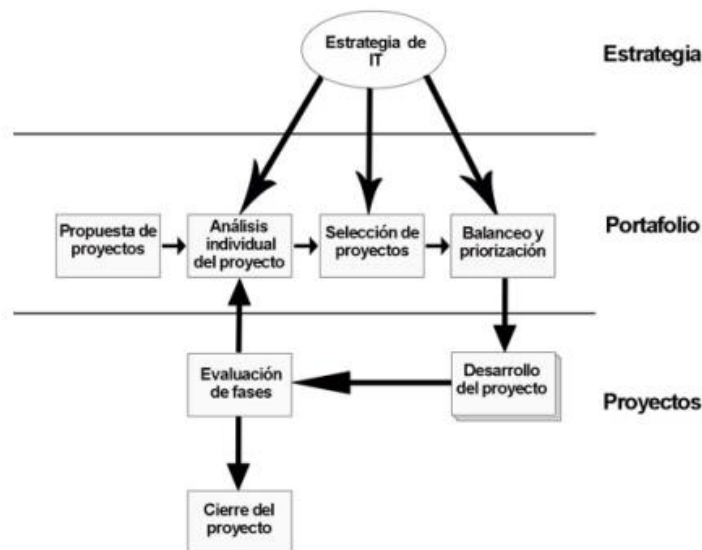 Estrategia de
IT
Estrategia
Propuesta de
proyectos
Análisis
individual
del proyecto
Selección de
proyectos
Balanceo y
priorización
Portafolio
Evaluación
de fases
Desarrollo
del proyecto
Proyectos
Cierre del
proyecto